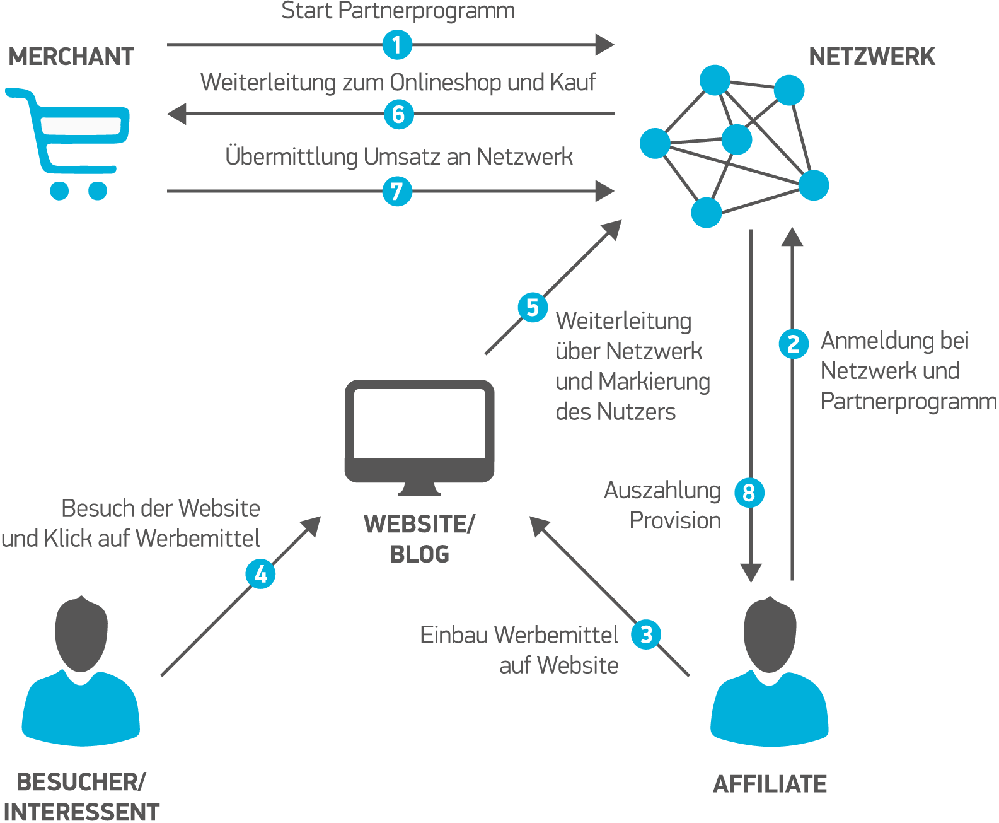 Start Partnerprogramm
1
MERCHANT
NETZWERK
Weiterleitung zum Onlineshop und Kauf
6
Übermittlung Umsatz an Netzwerk
7
5
Weiterleitung
über Netzwerk
und Markierung
des Nutzers
2
Anmeldung bei
Netzwerk und
Partnerprogramm
Auszahlung
Provision
8
Besuch der Website
und Klick auf Werbemittel
4
WEBSITE/
BLOG
Einbau Werbemittel
auf Website
3
BESUCHER/
INTERESSENT
AFFILIATE